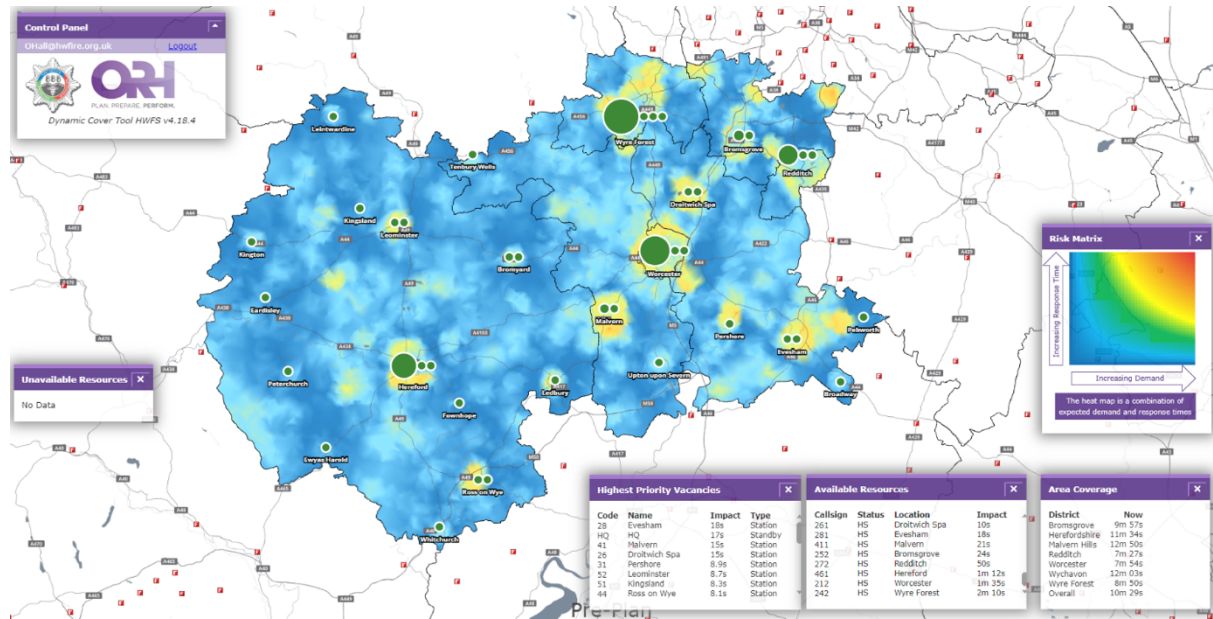 Control Panel
OHall@hwfire.org.uk Logout
ORH
PLAN. PREPARE. PERFORM.
Dynamic Cover Tool HWFS v4.18.4
Leintwardine
Tenbury Wells
Wyre Forest
Bromsgrove
Redditch
Droitwich Spa
Kingsland
Leominster
Kington
Bromyard
Worcester
Eardisley
Malvern
Pershore
Evesham
Pebworth
Hereford
Peterchurch
Upton upon Severn
Ledbury
Broadway
Fownhope
Ewyas Harold
Ross on Wye
Whitchurch
Pre-Plan
Unavailable Resources
No Data
Risk Matrix
Increasing Response Time
Increasing Demand
The heat map is a combination of
expected demand and response times
Highest Priority Vacancies
Code Name Impact Type
28 Evesham 18s Station
HQ HQ 17s Standby
41 Malvern 15s Station
26 Droitwich Spa 15s Station
31 Pershore 8.9s Station
52 Leominster 8.7s Station
51 Kingsland 8.3s Station
44 Ross on Wye 8.1s Station
Available Resources
Callsign Status Location Impact
261 HS Droitwich Spa 10s
281 HS Evesham 18s
411 HS Malvern 21s
252 HS Bromsgrove 24s
272 HS Redditch 50s
461 HS Hereford 1m 12s
212 HS Worcester 1m 35s
242 HS Wyre Forest 2m 10s
Area Coverage
District Now
Bromsgrove 9m 57s
Herefordshire 11m 34s
Malvern Hills 12m 50s
Redditch 7m 27s
Worcester 7m 54s
Wychavon 12m 03s
Wyre Forest 8m 50s
Overall 10m 29s